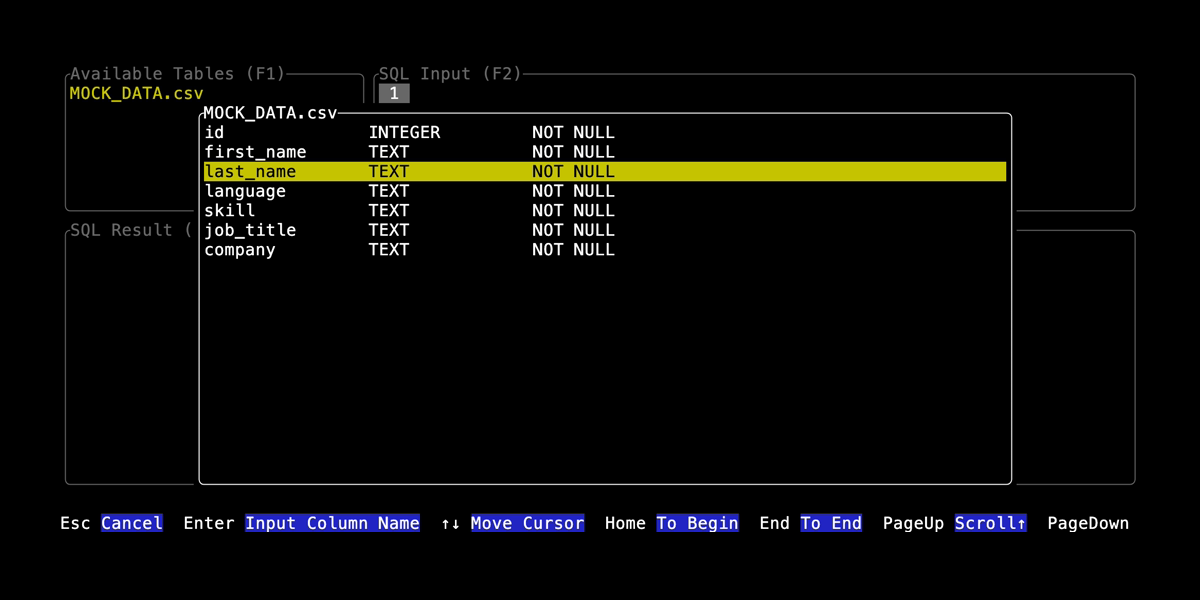 Available Tables (F1) SQL Input (F2)
MOCK_DATA.csv 1
MOCK_DATA.csv
id INTEGER NOT NULL
first_name TEXT NOT NULL
last_name TEXT NOT NULL
language TEXT NOT NULL
skill TEXT NOT NULL
SQL Result (
job_title TEXT NOT NULL
company TEXT NOT NULL
Esc Cancel Enter Input Column Name ↑↓ Move Cursor Home To Begin End To End PageUp Scroll↑ PageDown